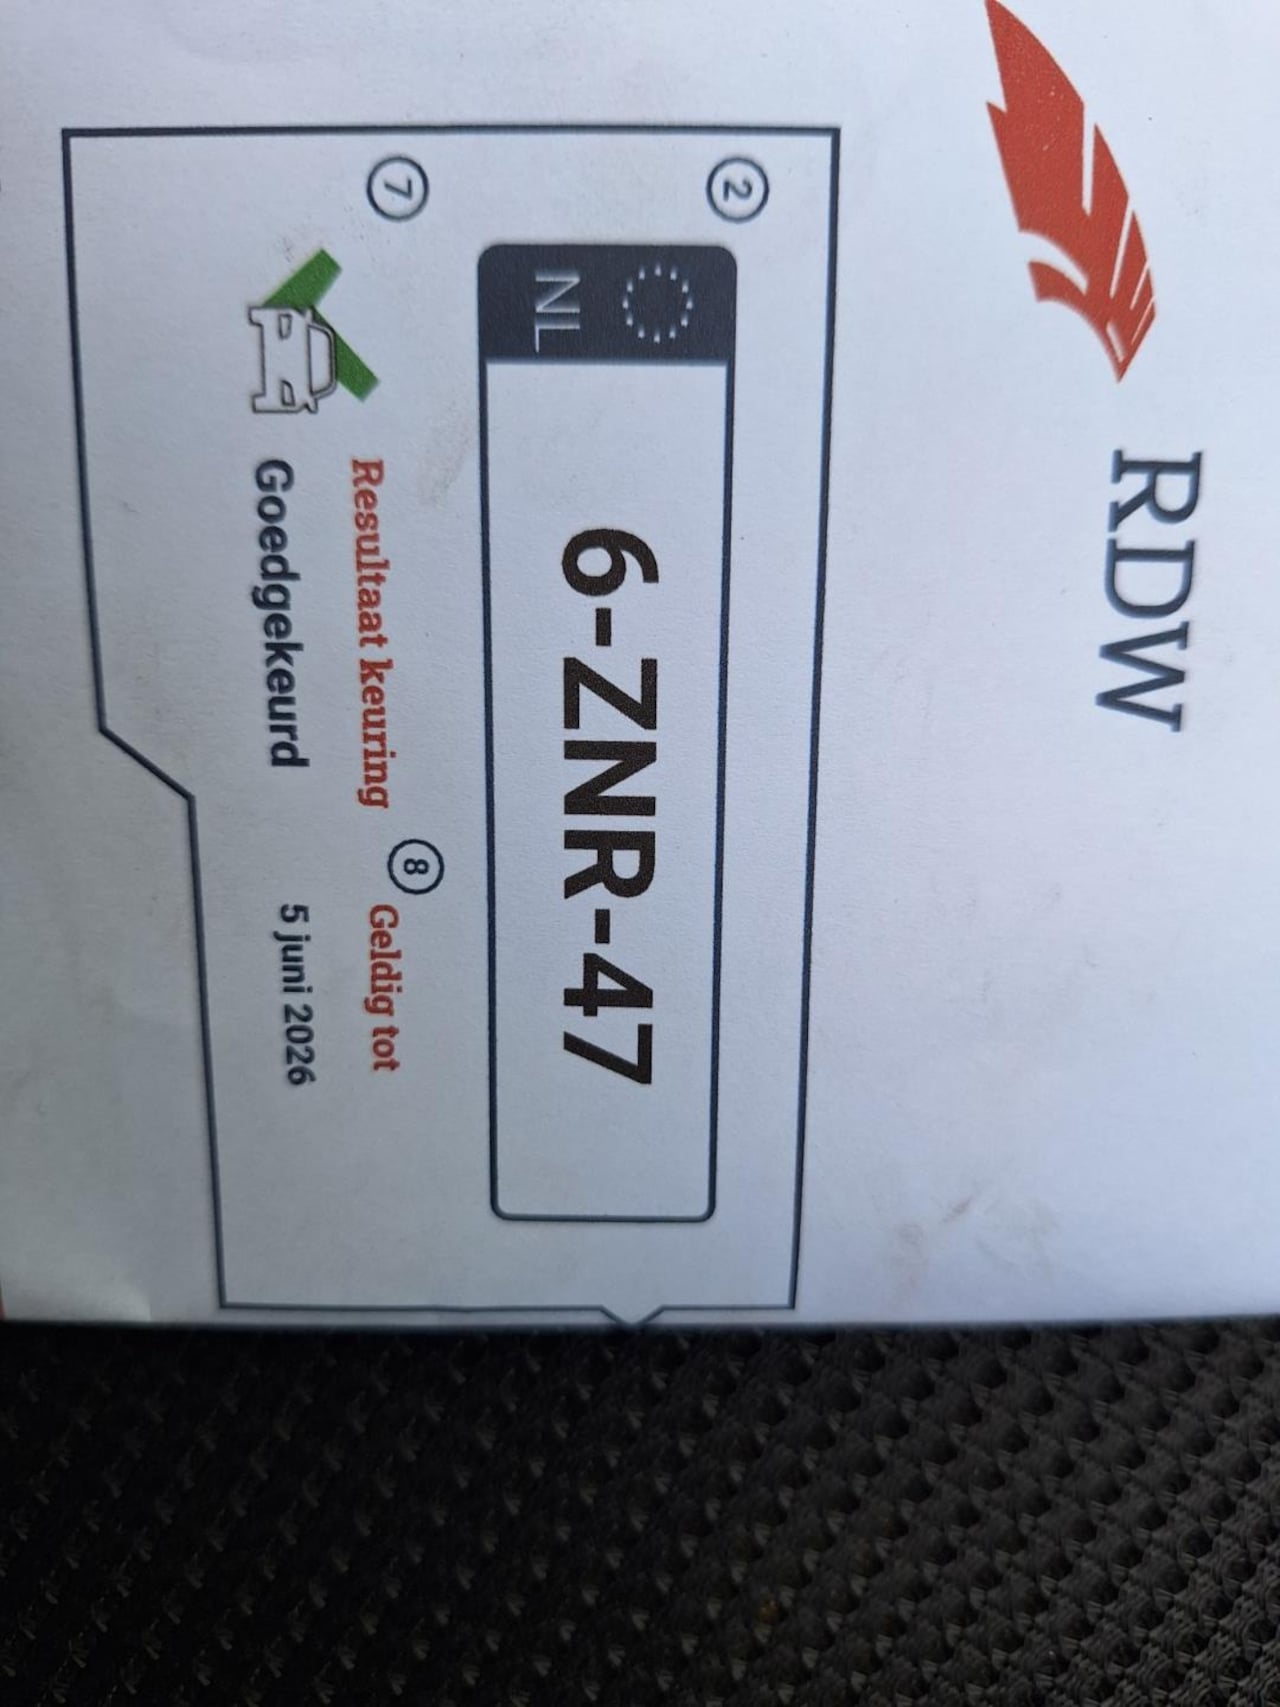 RDW
2
NL
6-ZNR-47
7
Resultaat keuring
Goedgekeurd
8
Geldig tot
5 juni 2026